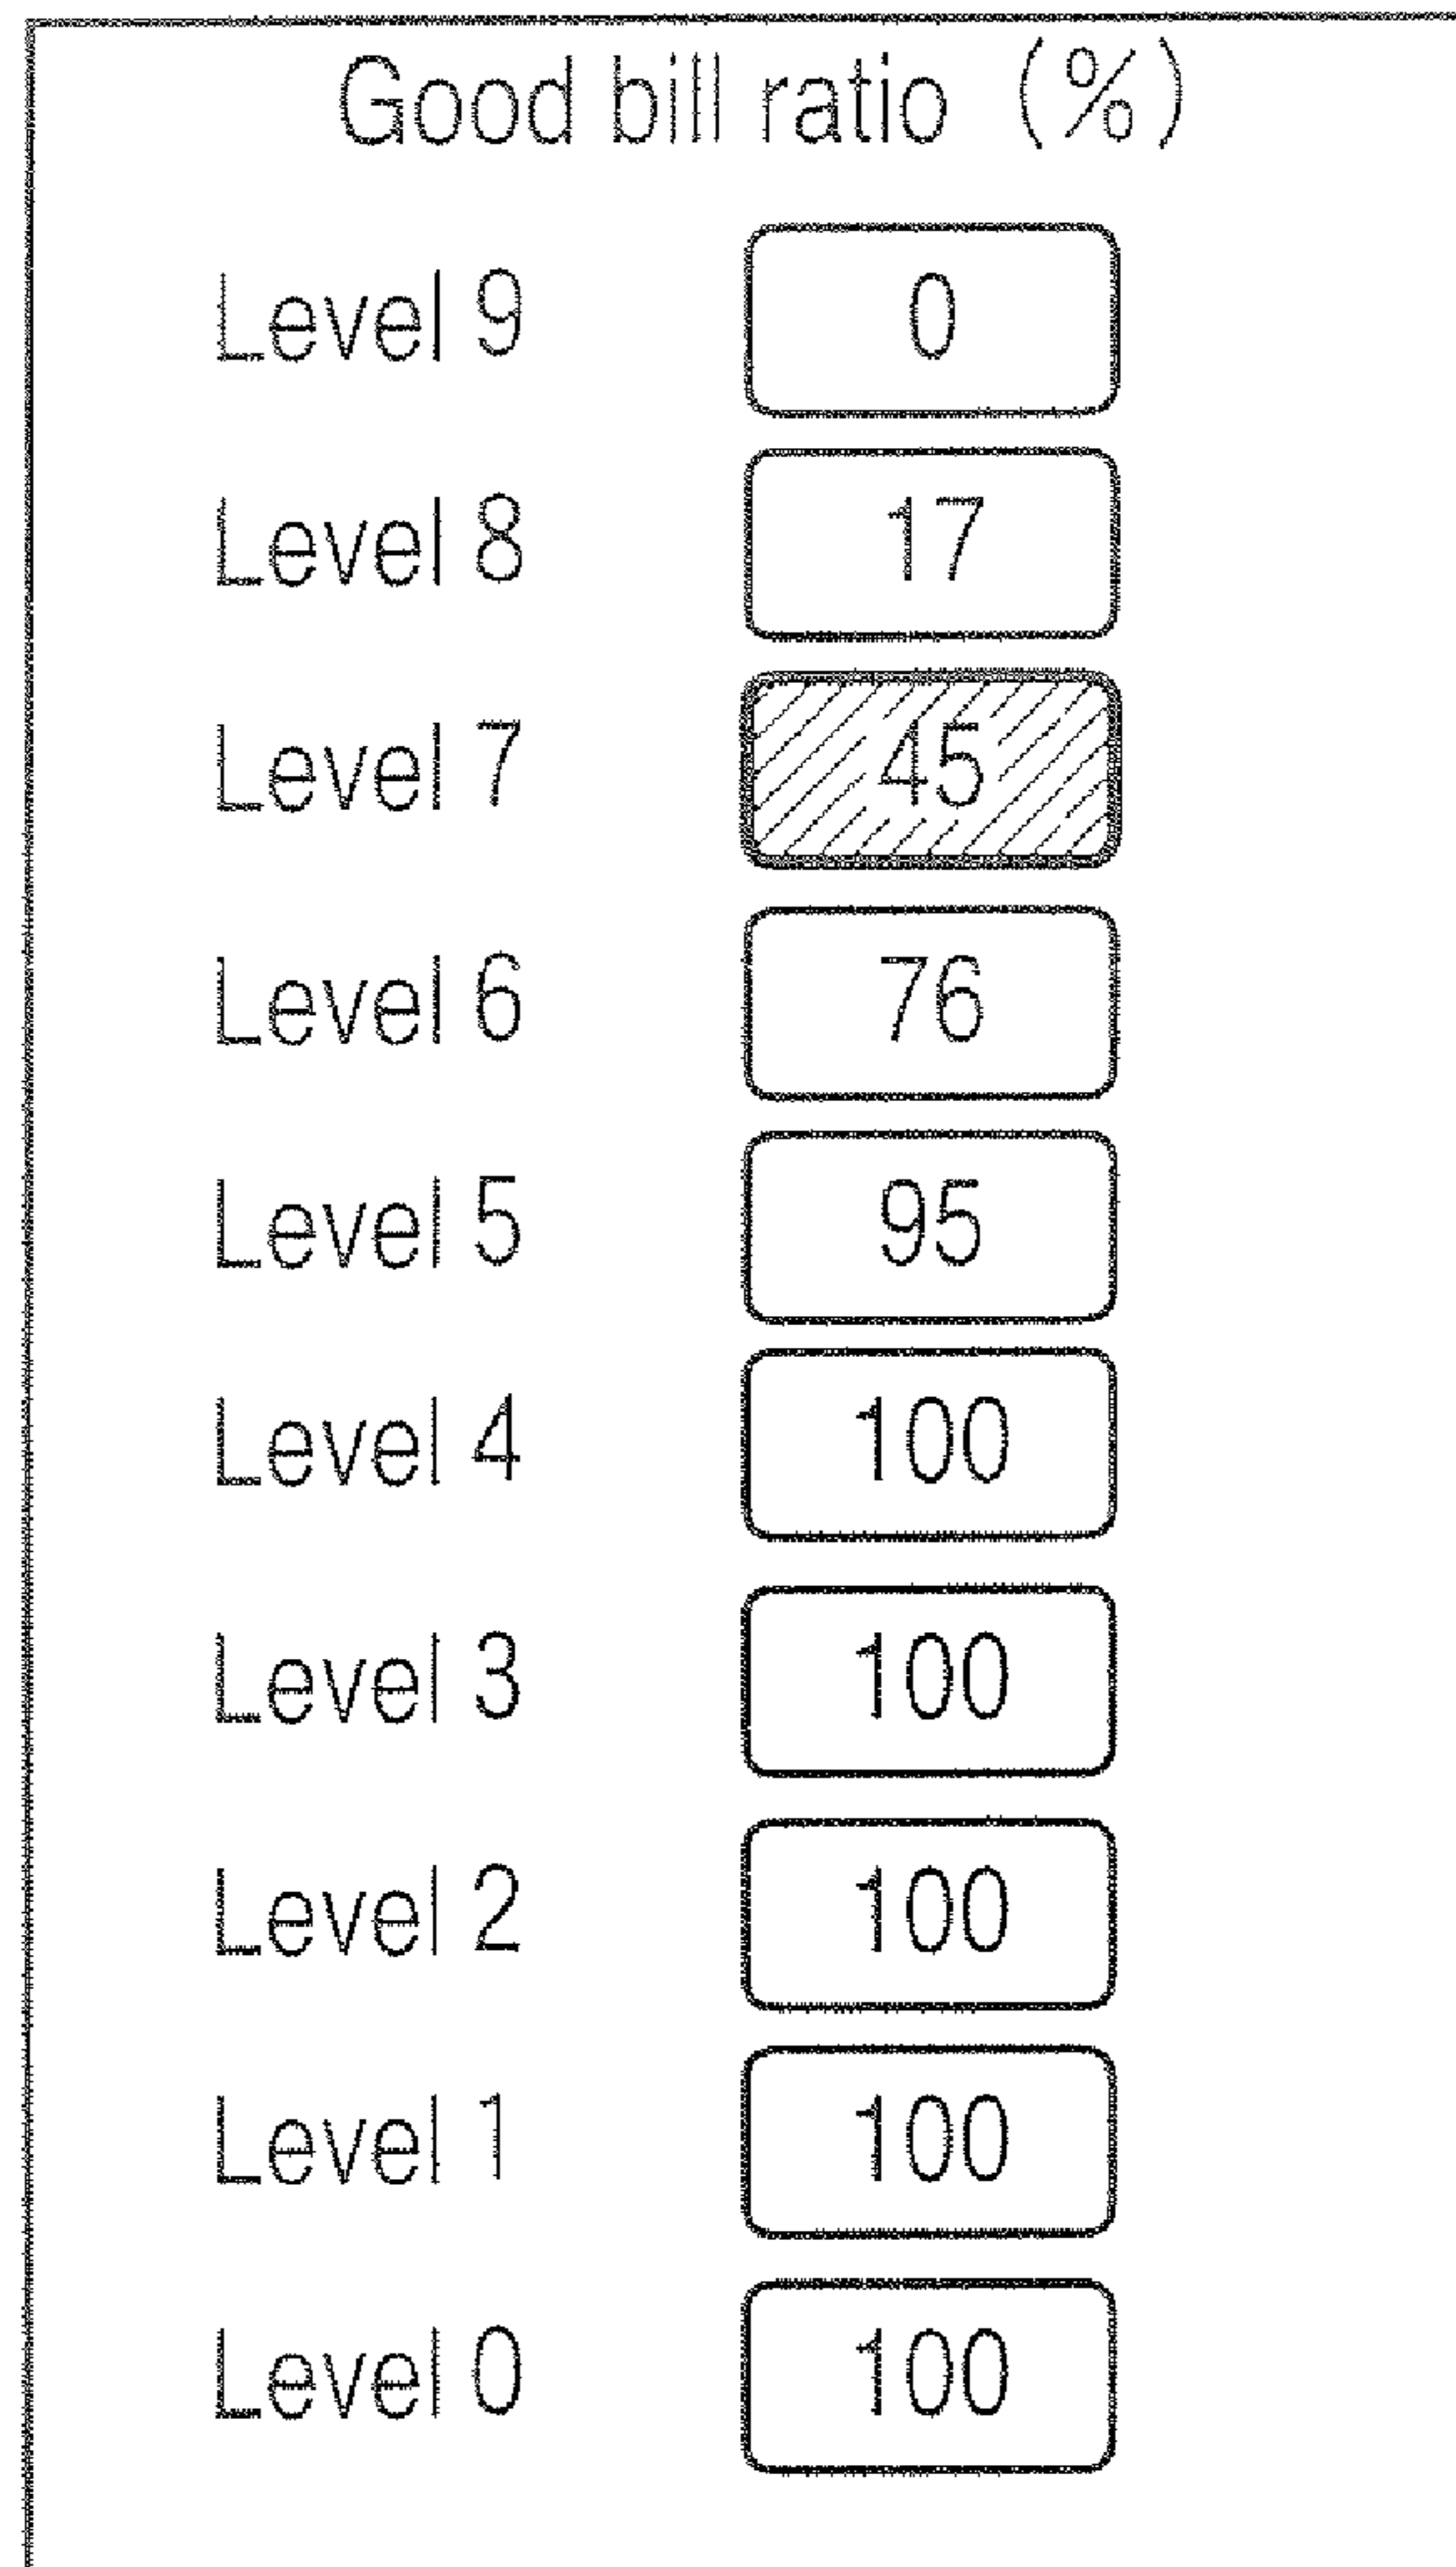 Good bill ratio (%)
Level 9 0
Level 8 17
Level 7 45
Level 6 76
Level 5 95
Level 4 100
Level 3 100
Level 2 100
Level 1 100
Level 0 100